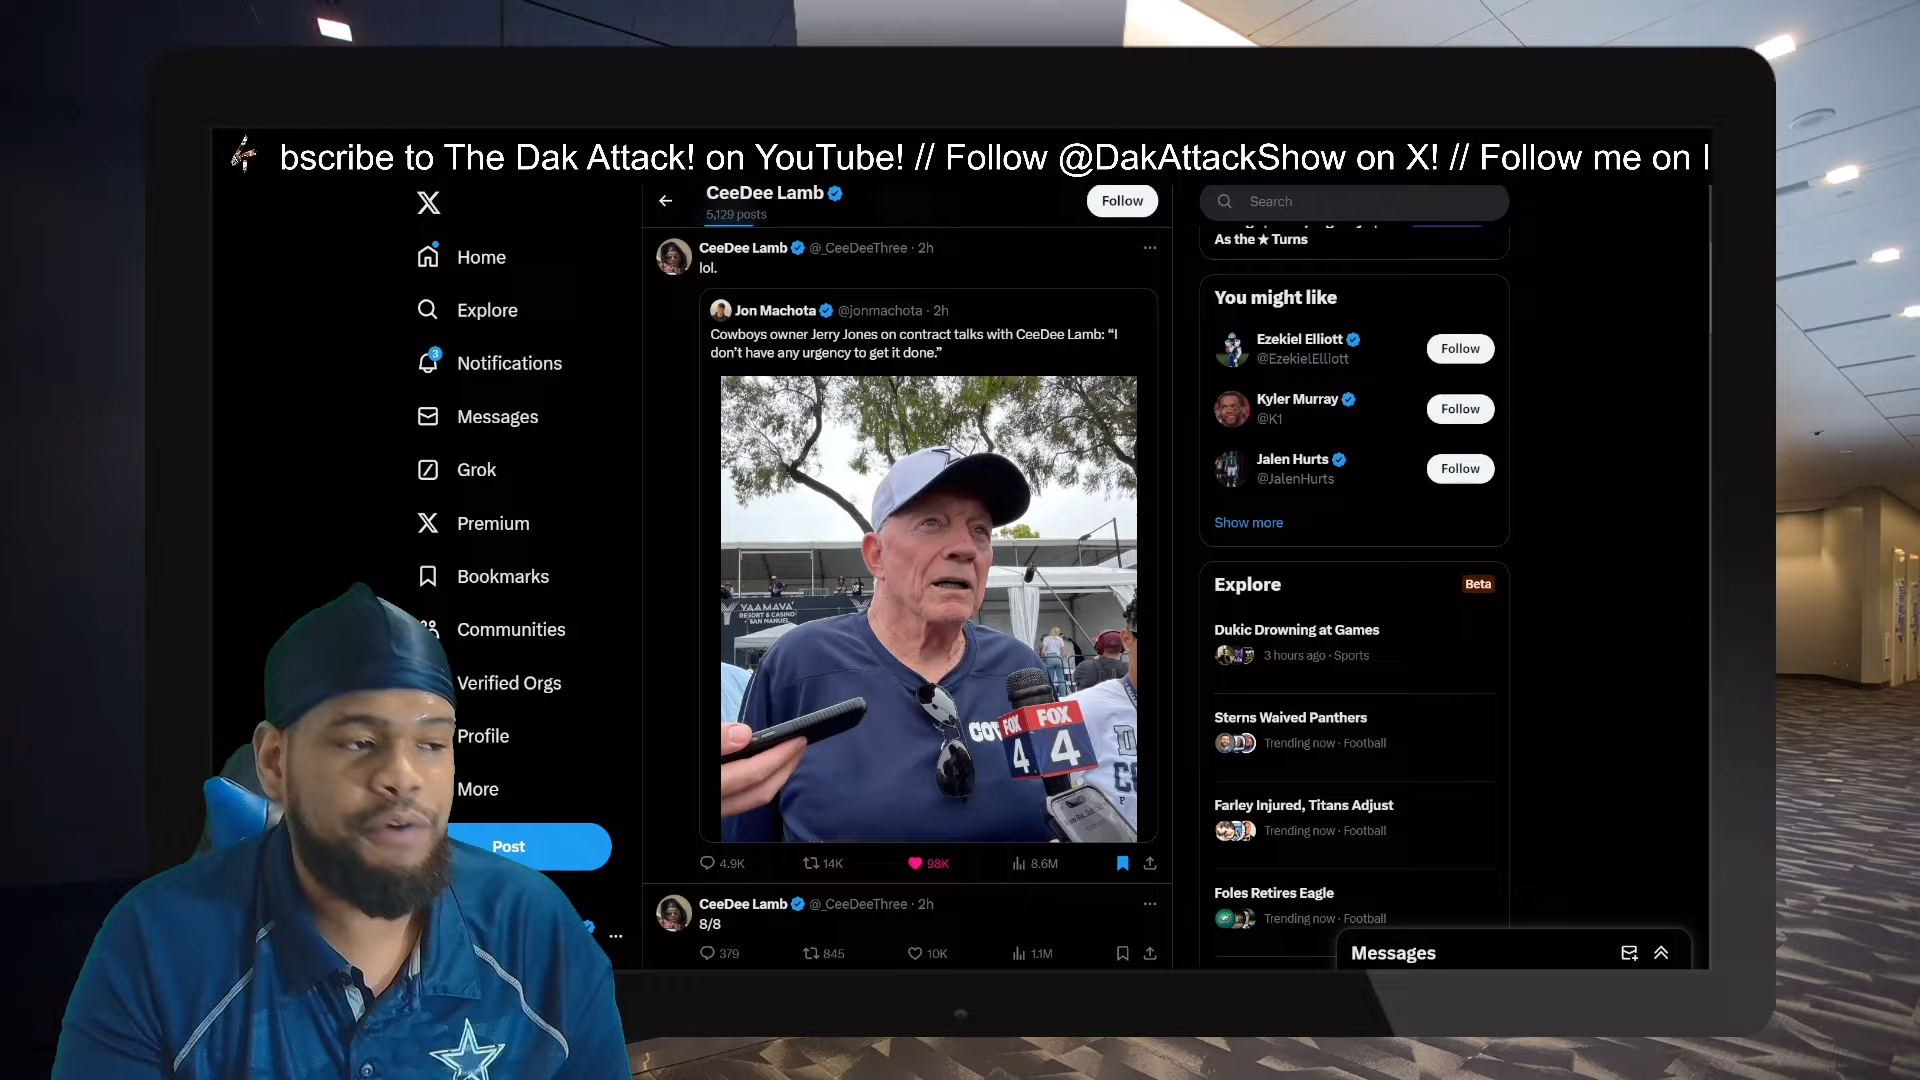 bscribe to The Dak Attack! on YouTube! // Follow @DakAttackShow on X! // Follow me on I
CeeDee Lamb
5,129 posts
Follow
Search
As the ★ Turns
Home
Explore
Notifications
3
Messages
Grok
Premium
Bookmarks
Communities
Verified Orgs
Profile
More
Post
CeeDee Lamb @_CeeDeeThree · 2h
lol.
Jon Machota @jonmachota · 2h
Cowboys owner Jerry Jones on contract talks with CeeDee Lamb: “I
don’t have any urgency to get it done.”
YAAMAVA'
RESORT & CASINO
SAN MANUEL
COW
FOX
4
FOX
4
4.9K
14K
98K
8.6M
CeeDee Lamb @_CeeDeeThree · 2h
8/8
379
845
10K
1.1M
You might like
Ezekiel Elliott
@EzekielElliott
Follow
Kyler Murray
@K1
Follow
Jalen Hurts
@JalenHurts
Follow
Show more
Explore
Beta
Dukic Drowning at Games
3 hours ago · Sports
Sterns Waived Panthers
Trending now · Football
Farley Injured, Titans Adjust
Trending now · Football
Foles Retires Eagle
Trending now · Football
Messages